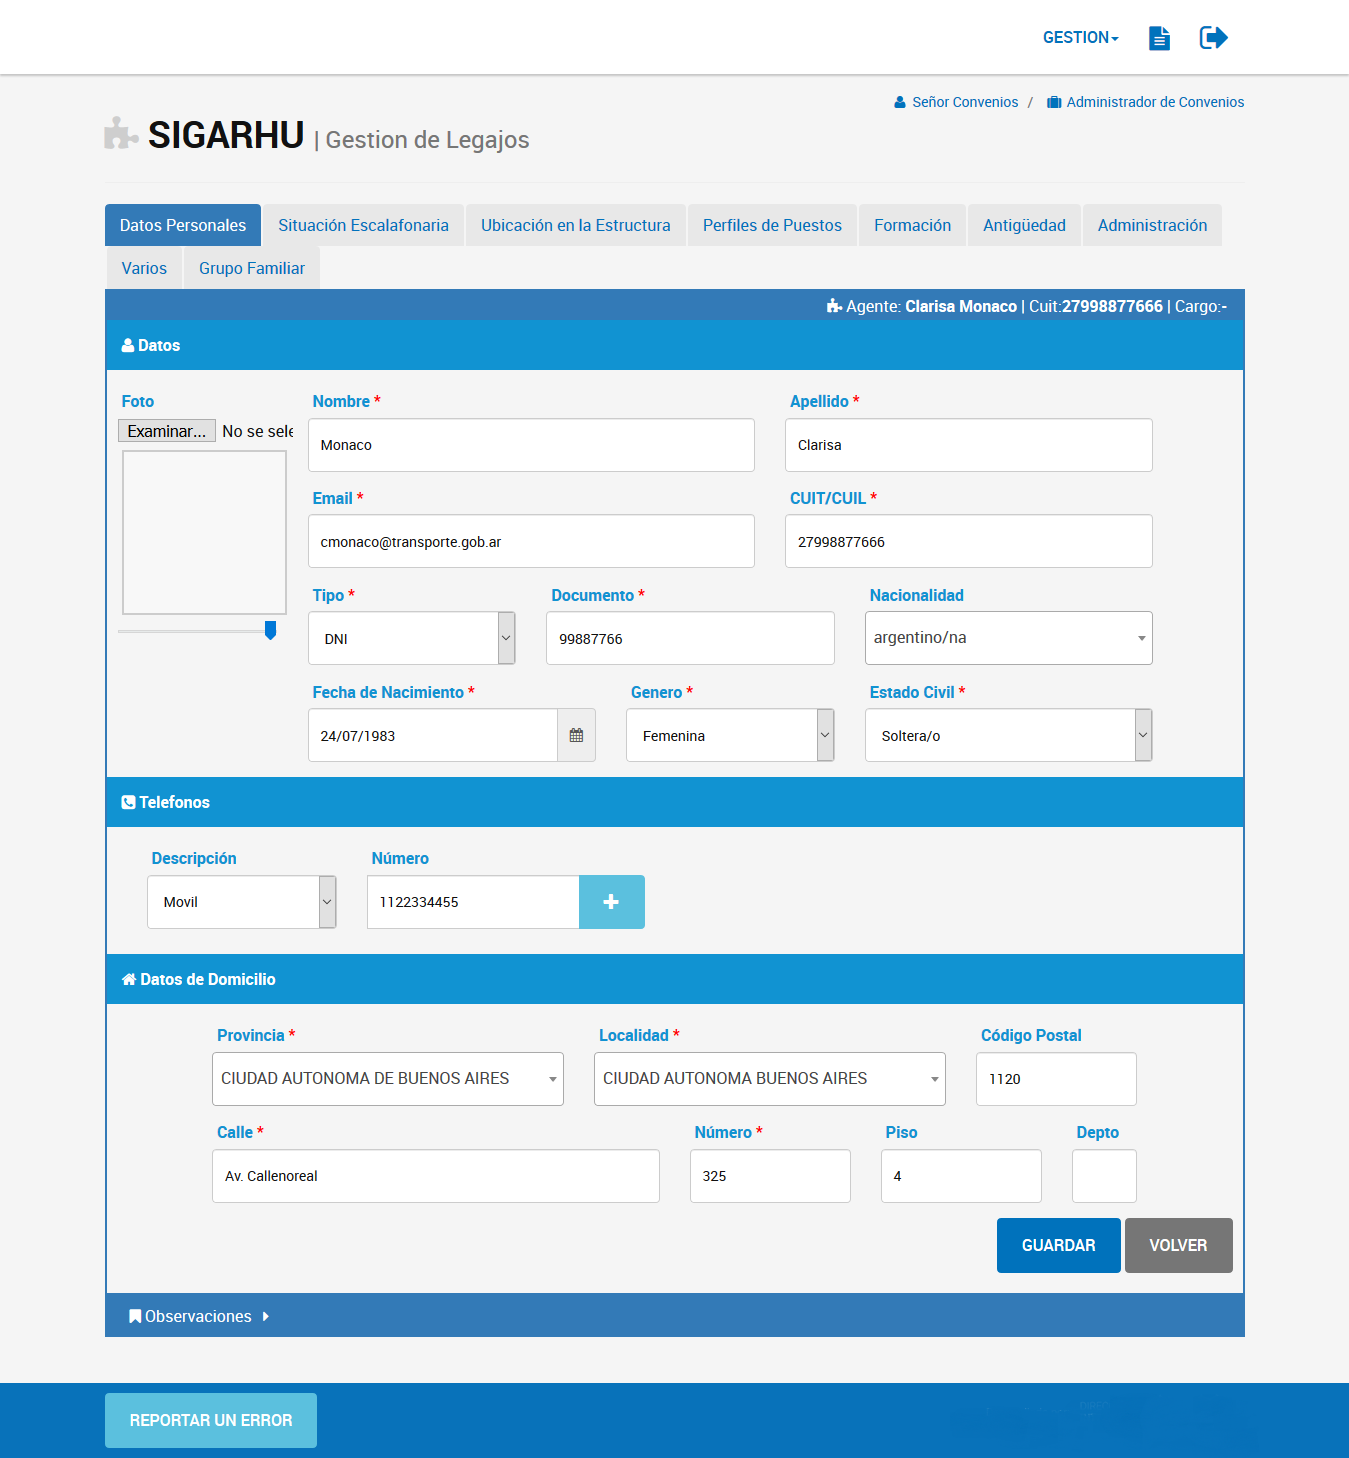 GESTION
Señor Convenios / Administrador de Convenios
SIGARHU | Gestion de Legajos
Datos Personales Situación Escalafonaria Ubicación en la Estructura Perfiles de Puestos Formación Antigüedad Administración
Varios Grupo Familiar
Agente: Clarisa Monaco | Cuit:27998877666 | Cargo:-
Datos
Foto Nombre * Apellido *
Examinar... No se sele
Monaco Clarisa
Email * CUIT/CUIL *
cmonaco@transporte.gob.ar 27998877666
Tipo * Documento * Nacionalidad
DNI 99887766 argentino/na
Fecha de Nacimiento * Genero * Estado Civil *
24/07/1983 Femenina Soltera/o
Telefonos
Descripción Número
Movil 1122334455
Datos de Domicilio
Provincia * Localidad * Código Postal
CIUDAD AUTONOMA DE BUENOS AIRES CIUDAD AUTONOMA BUENOS AIRES 1120
Calle * Número * Piso Depto
Av. Callenoreal 325 4
GUARDAR VOLVER
Observaciones
REPORTAR UN ERROR